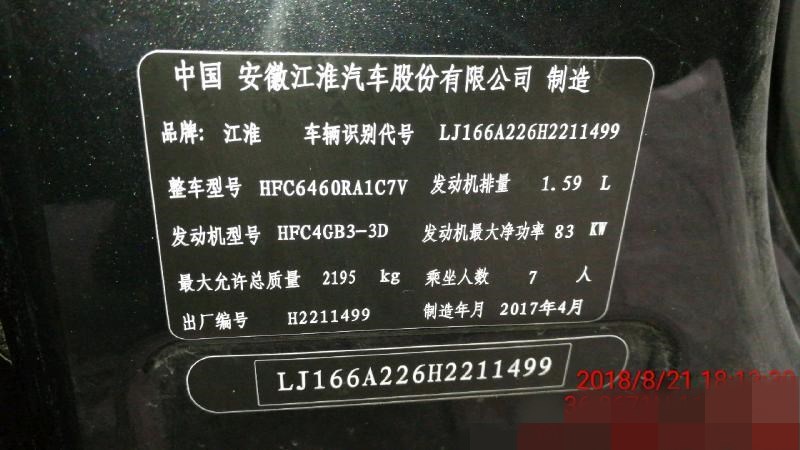 中国 安徽江淮汽车股份有限公司 制造
品牌: 江淮 车辆识别代号 LJ166A226H2211499
整车型号 HFC6460RA1C7V 发动机排量 1.59 L
发动机型号 HFC4GB3-3D 发动机最大净功率 83 KW
最大允许总质量 2195 kg 乘坐人数 7 人
出厂编号 H2211499 制造年月 2017年4月
LJ166A226H2211499
2018/8/21